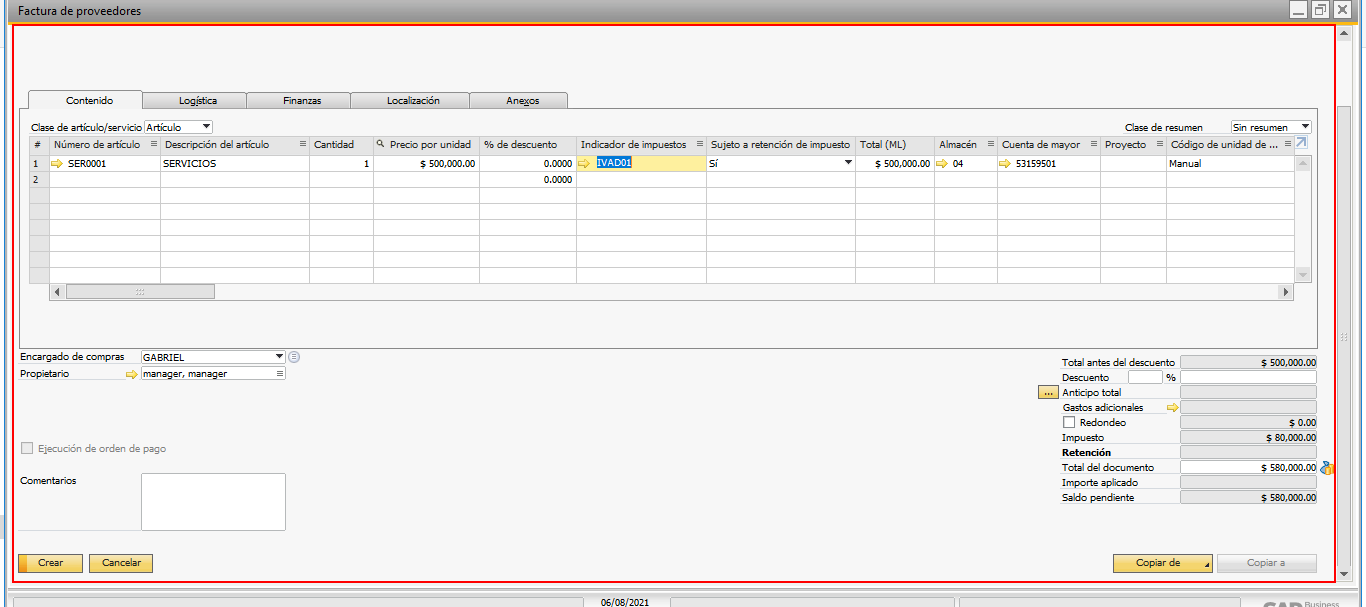 Factura de proveedores
Contenido Logística Finanzas Localización Anexos
Clase de artículo/servicio Artículo Clase de resumen Sin resumen
# Número de artículo Descripción del artículo Cantidad Precio por unidad % de descuento Indicador de impuestos Sujeto a retención de impuesto Total (ML) Almacén Cuenta de mayor Proyecto Código de unidad de ...
1 SER0001 SERVICIOS 1 $ 500,000.00 0.0000 IVAD01 Sí $ 500,000.00 04 53159501 Manual
2 0.0000
Encargado de compras GABRIEL
Propietario manager, manager
Total antes del descuento $ 500,000.00
Descuento %
... Anticipo total
Gastos adicionales
Redondeo $ 0.00
Impuesto $ 80,000.00
Retención
Ejecución de orden de pago
Total del documento $ 580,000.00
Comentarios
Importe aplicado
Saldo pendiente $ 580,000.00
Crear Cancelar Copiar de Copiar a
06/08/2021
Business